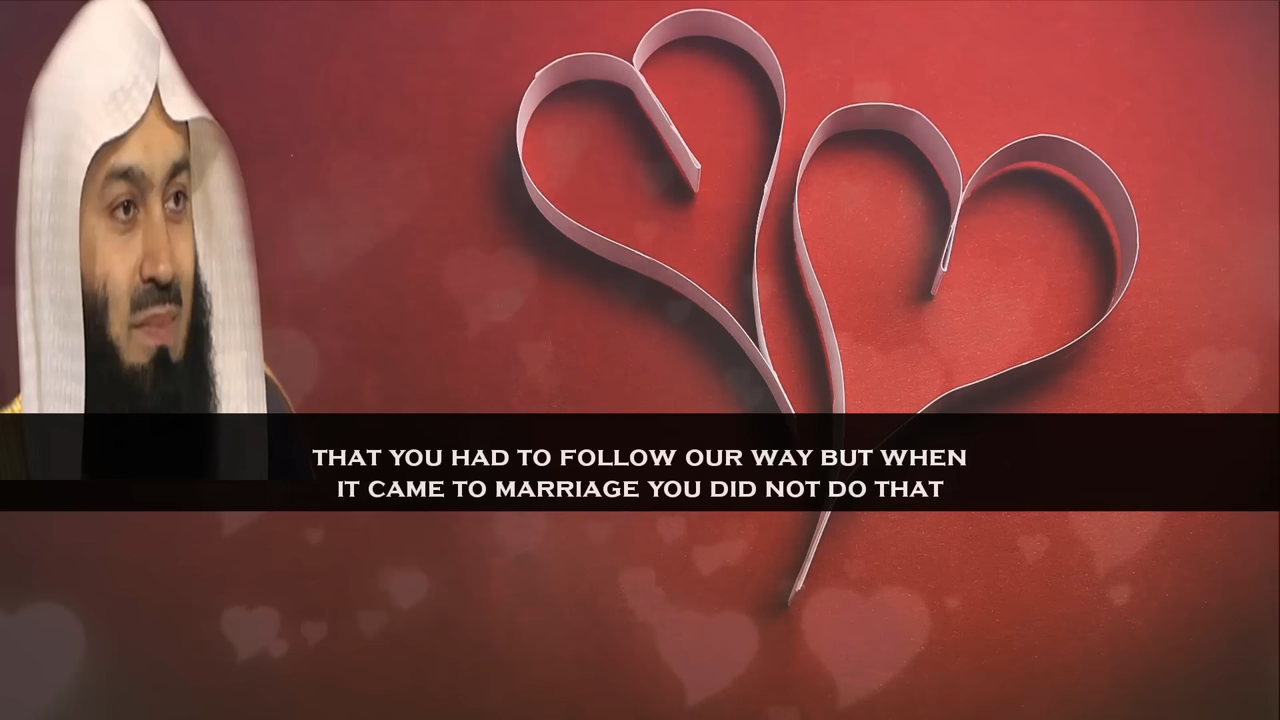 THAT YOU HAD TO FOLLOW OUR WAY BUT WHEN
IT CAME TO MARRIAGE YOU DID NOT DO THAT